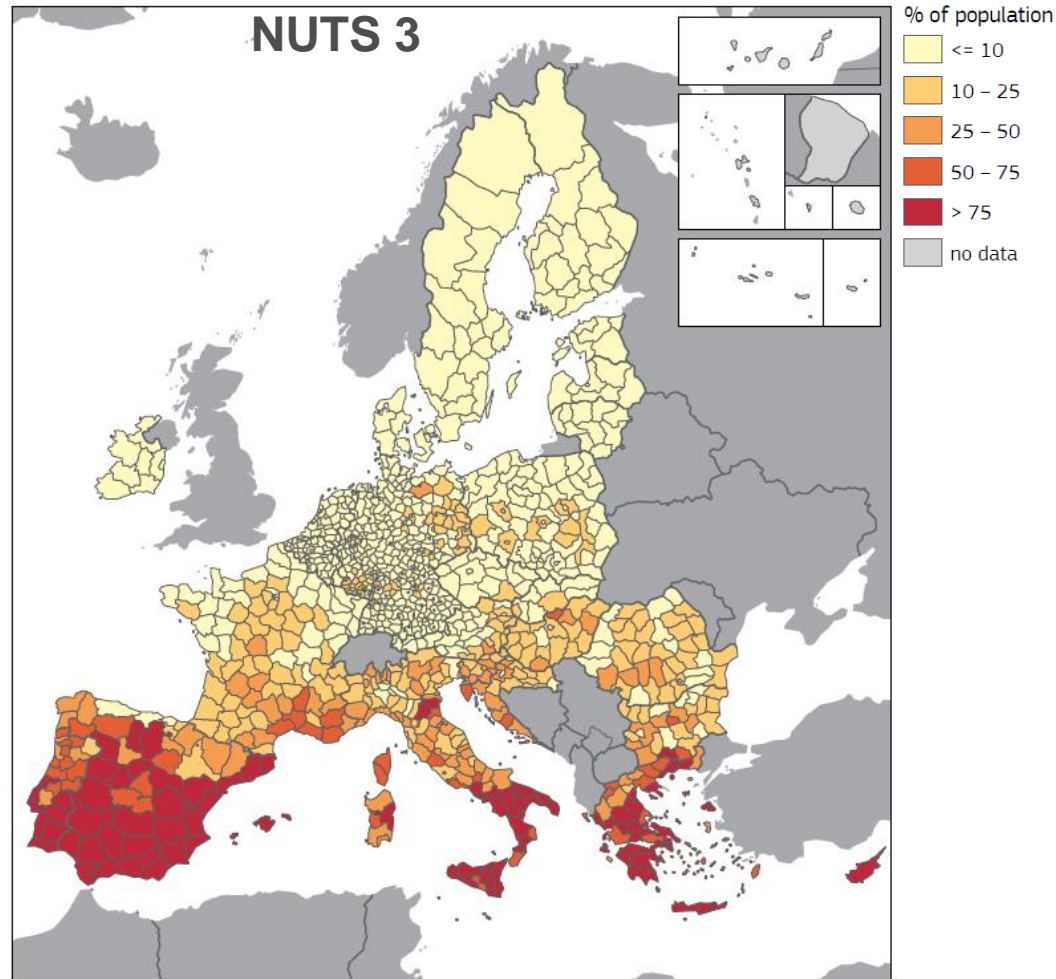 NUTS 3
% of population
<= 10
10 – 25
25 – 50
50 – 75
> 75
no data